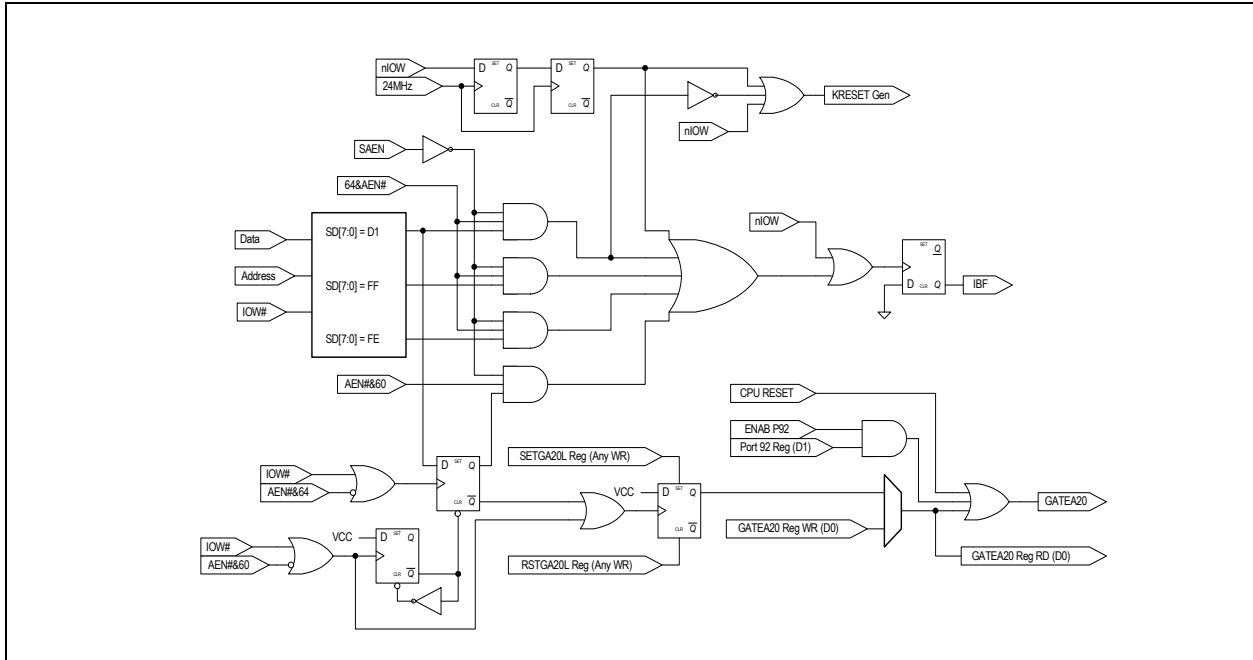 nIOW
24MHz
D SET Q
CLR Q
D SET Q
CLR Q
KRESET Gen
nIOW
SAEN
64&AEN#
Data
Address
IOW#
SD[7:0] = D1
SD[7:0] = FF
SD[7:0] = FE
nIOW
SET Q
D CLR Q
IBF
AEN#&60
CPU RESET
ENAB P92
Port 92 Reg (D1)
IOW#
AEN#&64
D SET Q
CLR Q
SETGA20L Reg (Any WR)
VCC
D SET Q
CLR Q
GATEA20
GATEA20 Reg WR (D0)
GATEA20 Reg RD (D0)
RSTGA20L Reg (Any WR)
IOW#
AEN#&60
VCC
D SET Q
CLR Q